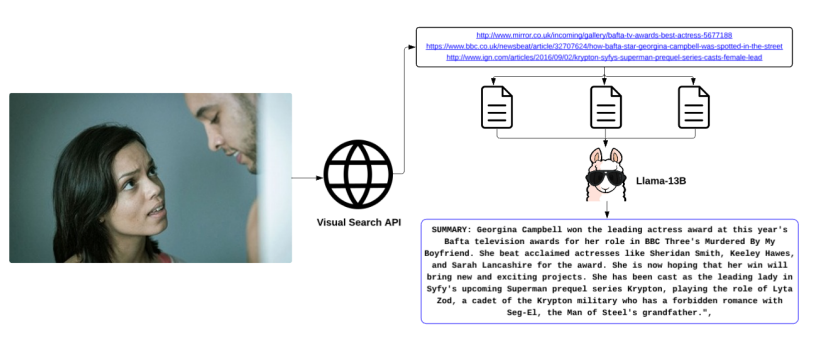 http://www.mirror.co.uk/incoming/gallery/bafta-tv-awards-best-actress-5677188
https://www.bbc.co.uk/newsbeat/article/32707624/how-bafta-star-georgina-campbell-was-spotted-in-the-street
http://www.ign.com/articles/2016/09/02/krypton-syfys-superman-prequel-series-casts-female-lead
Visual Search API
Llama-13B
SUMMARY: Georgina Campbell won the leading actress award at this year's
Bafta television awards for her role in BBC Three's Murdered By My
Boyfriend. She beat acclaimed actresses like Sheridan Smith, Keeley Hawes,
and Sarah Lancashire for the award. She is now hoping that her win will
bring new and exciting projects. She has been cast as the leading lady in
Syfy's upcoming Superman prequel series Krypton, playing the role of Lyta
Zod, a cadet of the Krypton military who has a forbidden romance with
Seg-El, the Man of Steel's grandfather.",